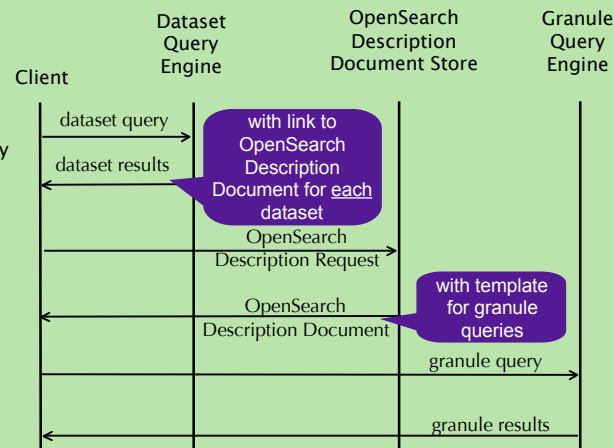 Dataset
Query
Engine
OpenSearch
Description
Document Store
Granule
Query
Engine
Client
dataset query
y
dataset results
with link to
OpenSearch
Description
Document for each
dataset
OpenSearch
Description Request
with template
for granule
queries
OpenSearch
Description Document
granule query
granule results